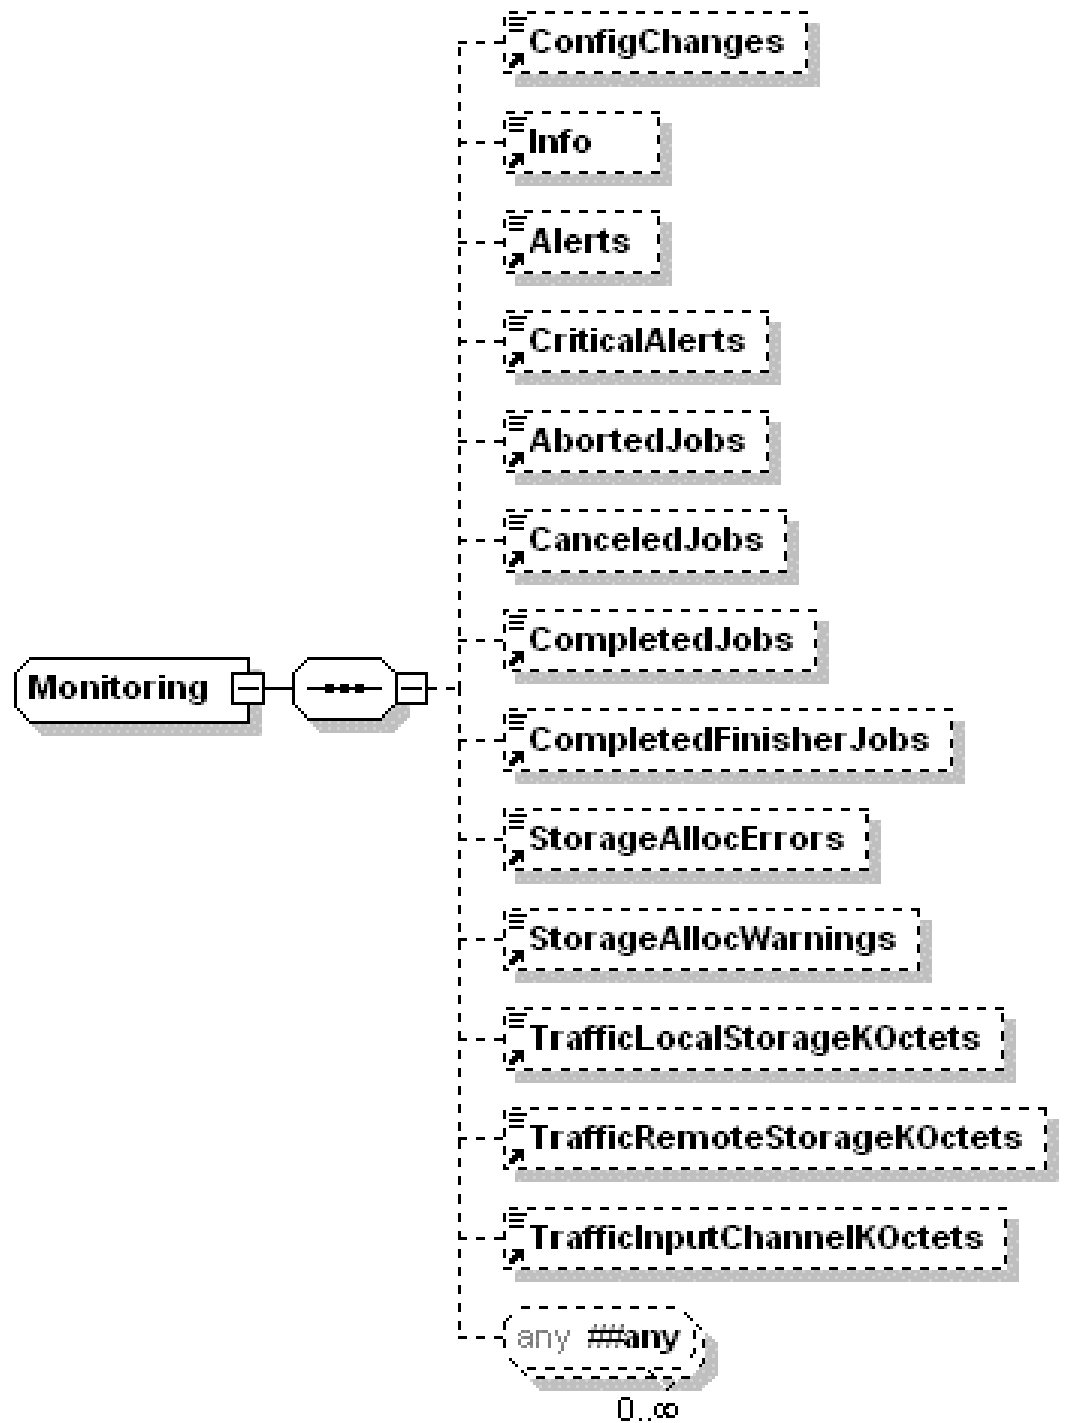 ConfigChanges
Info
Alerts
CriticalAlerts
AbortedJobs
CanceledJobs
CompletedJobs
Monitoring
CompletedFinisherJobs
StorageAllocErrors
StorageAllocWarnings
TrafficLocalStorageKOctets
TrafficRemoteStorageKOctets
TrafficInputChannelKOctets
any ##any
0..∞